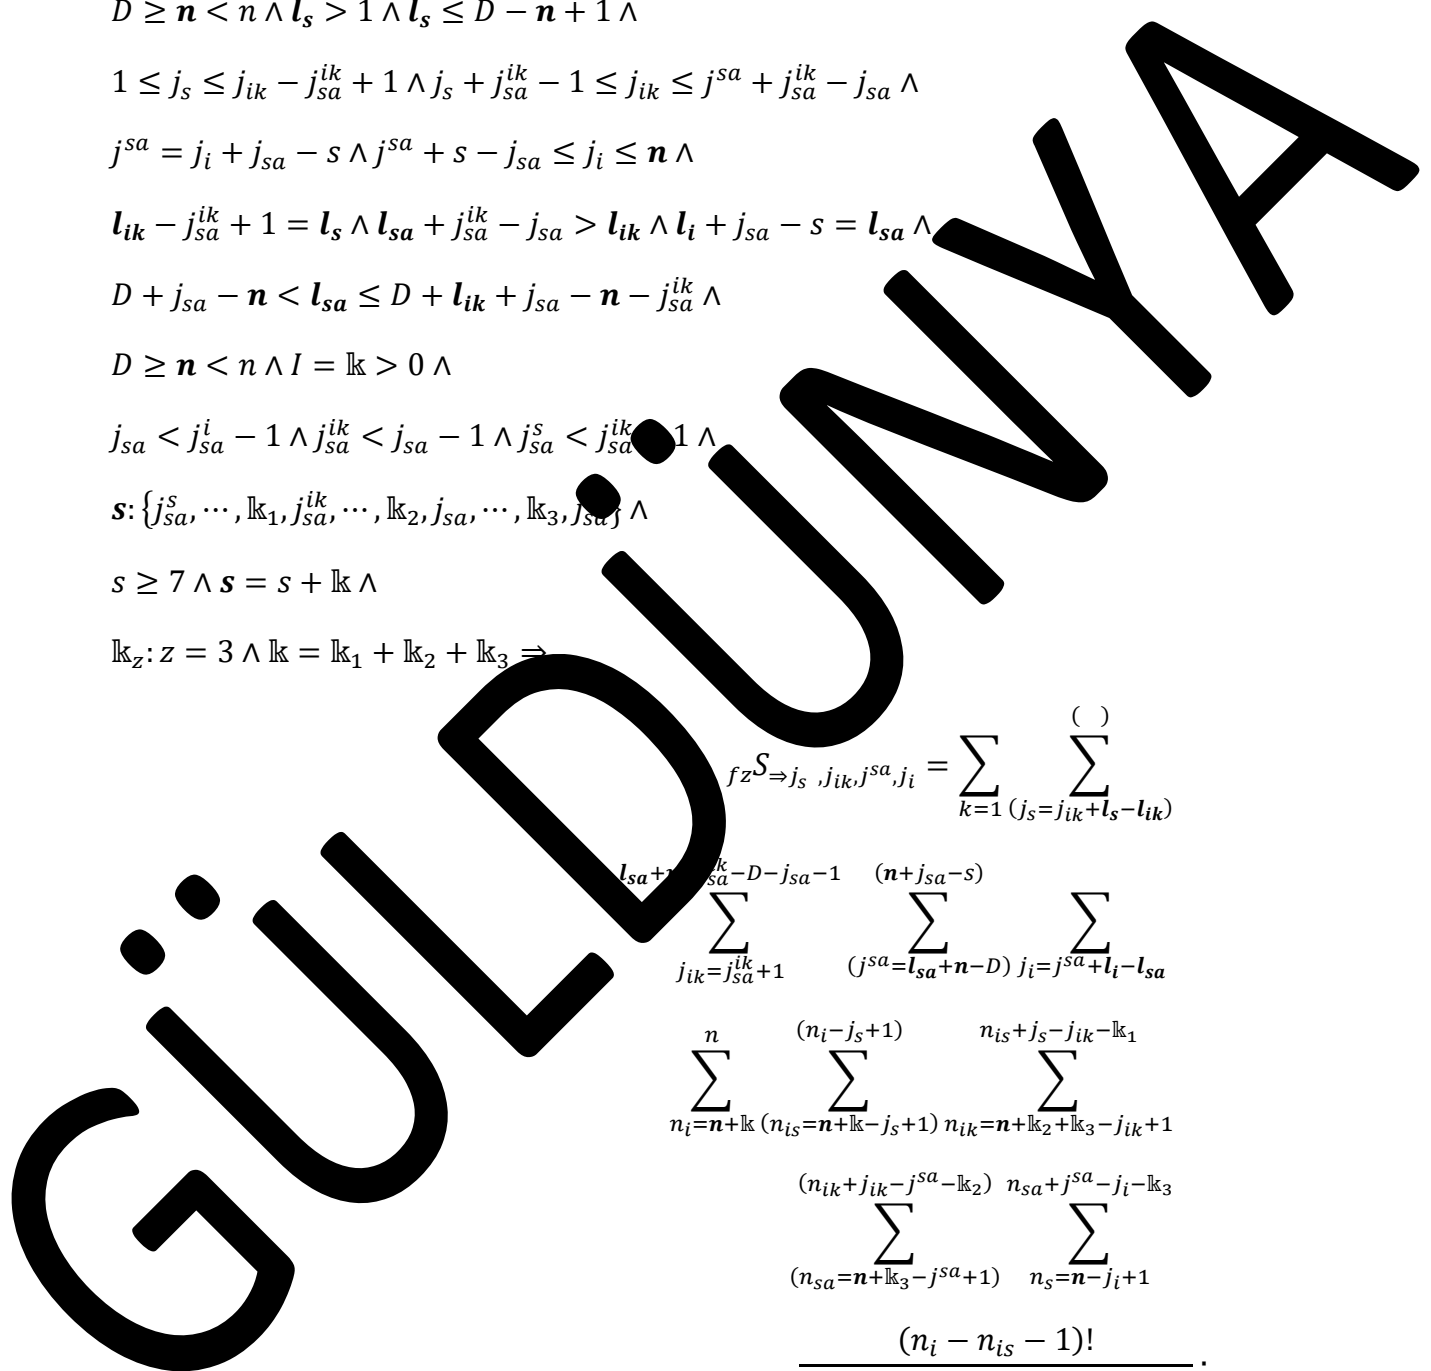 D ≥ n < n ∧ l_s > 1 ∧ l_s ≤ D − n + 1 ∧
1 ≤ j_s ≤ j_{ik} − j_{sa}^{ik} + 1 ∧ j_s + j_{sa}^{ik} − 1 ≤ j_{ik} ≤ j^{sa} + j_{sa}^{ik} − j_{sa} ∧
j^{sa} = j_i + j_{sa} − s ∧ j^{sa} + s − j_{sa} ≤ j_i ≤ n ∧
l_{ik} − j_{sa}^{ik} + 1 = l_s ∧ l_{sa} + j_{sa}^{ik} − j_{sa} > l_{ik} ∧ l_i + j_{sa} − s = l_{sa} ∧
D + j_{sa} − n < l_{sa} ≤ D + l_{ik} + j_{sa} − n − j_{sa}^{ik} ∧
D ≥ n < n ∧ I = 𝕜 > 0 ∧
j_{sa} < j_{sa}^{i} − 1 ∧ j_{sa}^{ik} < j_{sa} − 1 ∧ j_{sa}^{s} < j_{sa}^{ik} 1 ∧
s: {j_{sa}^{s}, ⋯, 𝕜_1, j_{sa}^{ik}, ⋯, 𝕜_2, j_{sa}, ⋯, 𝕜_3, j_{sa}} ∧
s ≥ 7 ∧ s = s + 𝕜 ∧
𝕜_z: z = 3 ∧ 𝕜 = 𝕜_1 + 𝕜_2 + 𝕜_3 ⇒
_{fz}S_{⇒j_s ,j_{ik},j^{sa},j_i} = ∑_{k=1} ∑_{(j_s=j_{ik}+l_s−l_{ik})}^{( )}
∑_{j_{ik}=j_{sa}^{ik}+1}^{l_{sa}+ _{sa}^{ik}−D−j_{sa}−1} ∑_{(j^{sa}=l_{sa}+n−D)}^{(n+j_{sa}−s)} ∑_{j_i=j^{sa}+l_i−l_{sa}}
∑_{n_i=n+𝕜}^{n} ∑_{(n_{is}=n+𝕜−j_s+1)}^{(n_i−j_s+1)} ∑_{n_{ik}=n+𝕜_2+𝕜_3−j_{ik}+1}^{n_{is}+j_s−j_{ik}−𝕜_1}
∑_{(n_{sa}=n+𝕜_3−j^{sa}+1)}^{(n_{ik}+j_{ik}−j^{sa}−𝕜_2)} ∑_{n_s=n−j_i+1}^{n_{sa}+j^{sa}−j_i−𝕜_3}
(n_i − n_{is} − 1)! .
GÜLDÜNYA